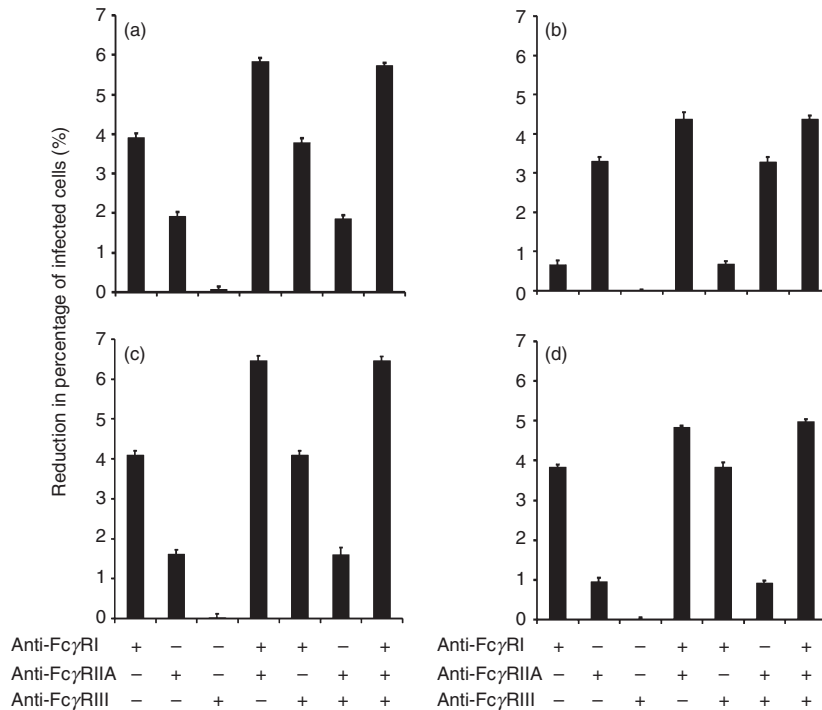 Reduction in percentage of infected cells (%)
(a)
7
6
5
4
3
2
1
0
(b)
7
6
5
4
3
2
1
0
(c)
7
6
5
4
3
2
1
0
(d)
7
6
5
4
3
2
1
0
Anti-FcγRI + − − + + − +
Anti-FcγRIIA − + − + − + +
Anti-FcγRIII − − + − + + +
Anti-FcγRI + − − + + − +
Anti-FcγRIIA − + − + − + +
Anti-FcγRIII − − + − + + +